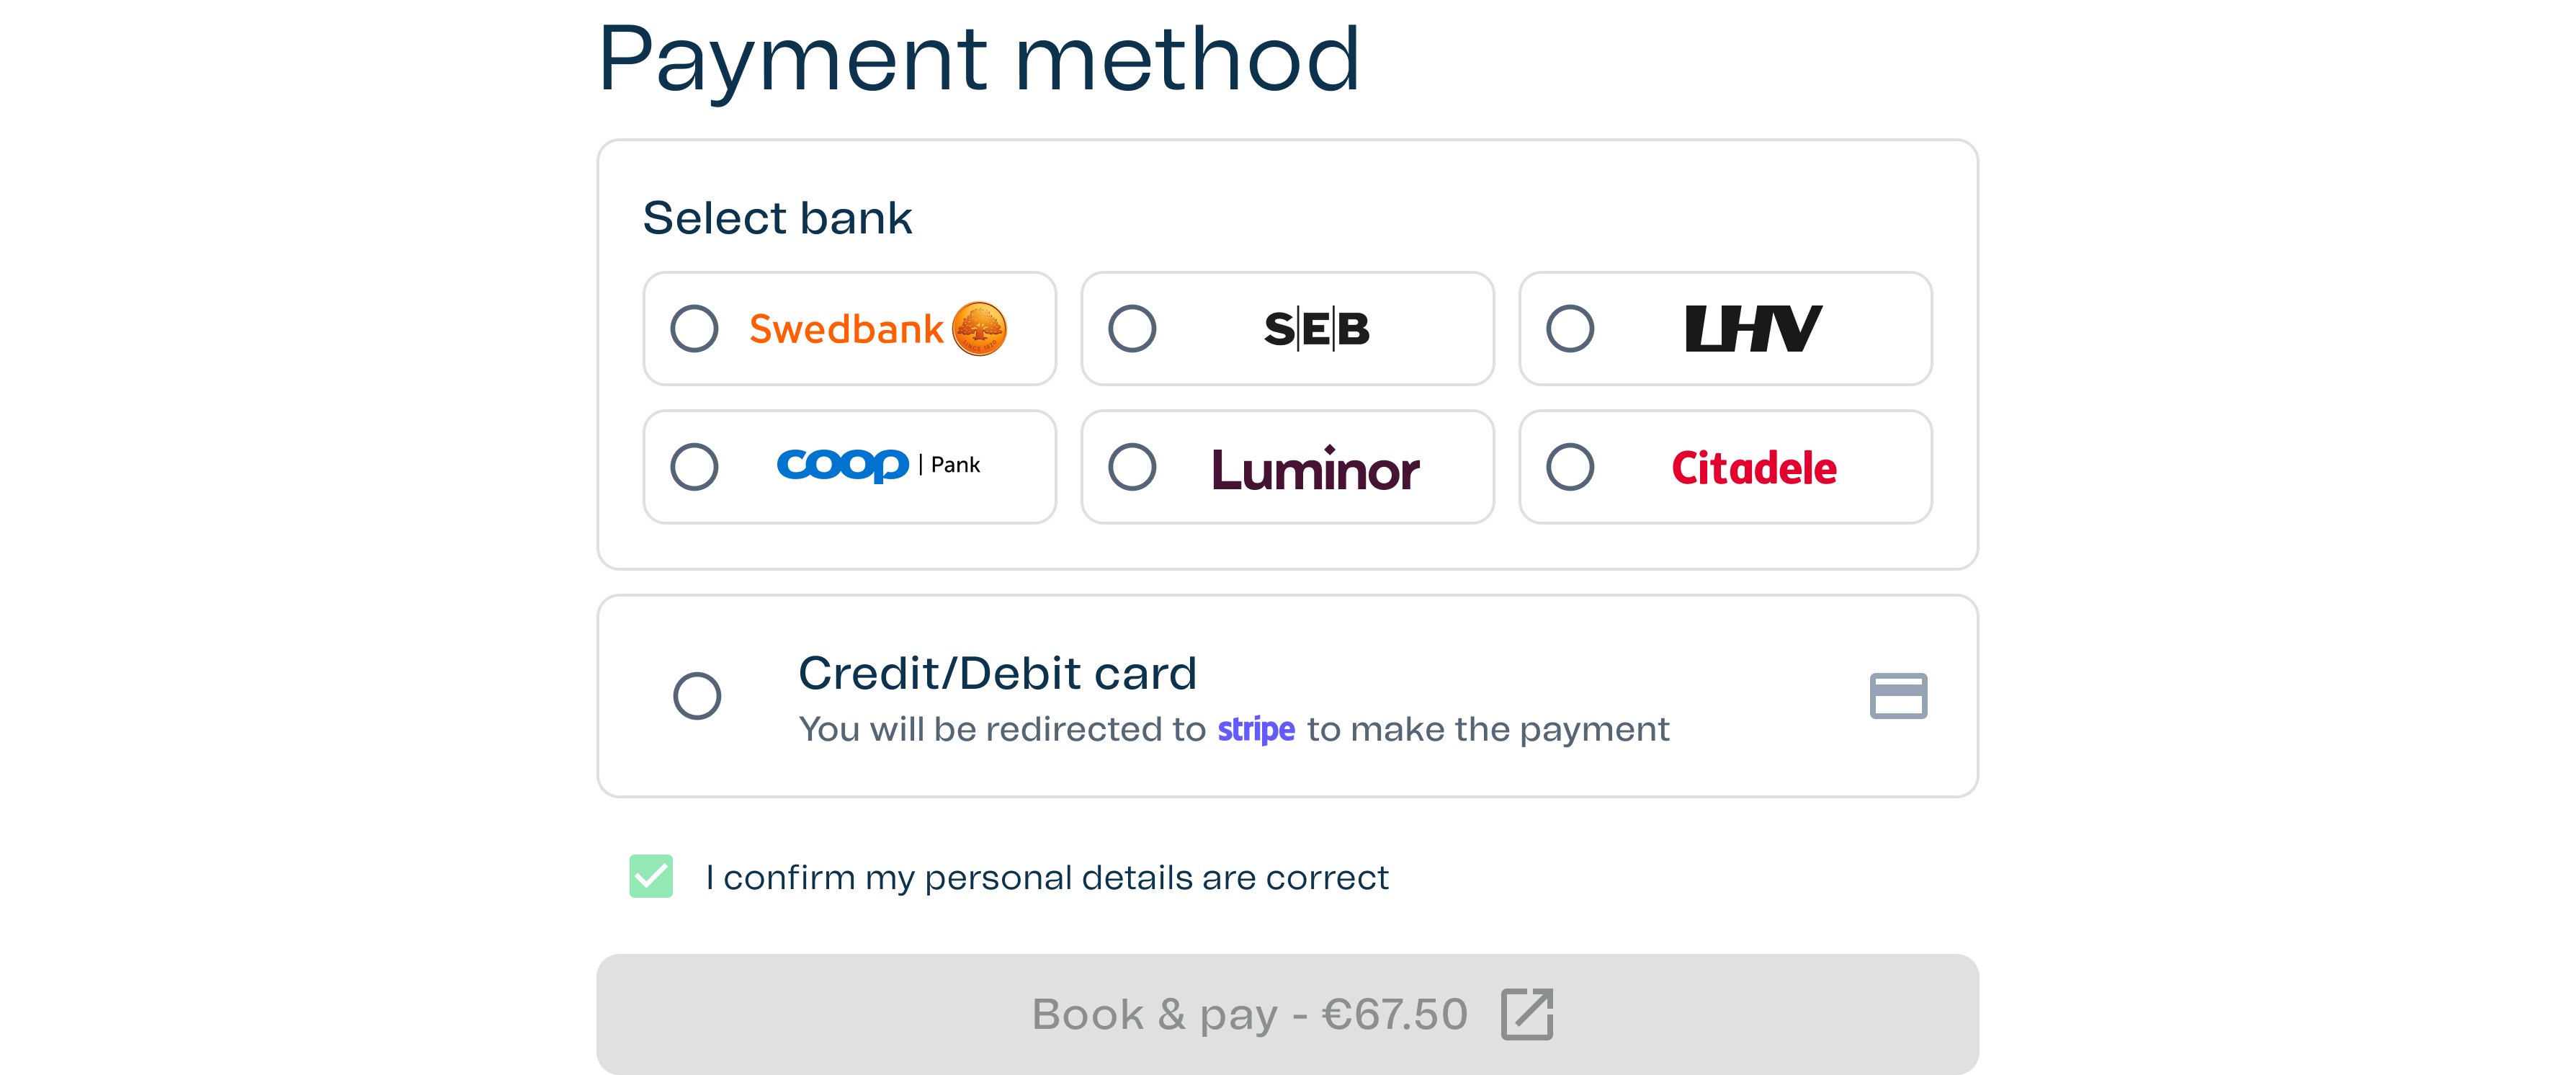 Payment method
Select bank
Swedbank
SEB
LHV
coop | Pank
Luminor
Citadele
Credit/Debit card
You will be redirected to stripe to make the payment
I confirm my personal details are correct
Book & pay - €67.50